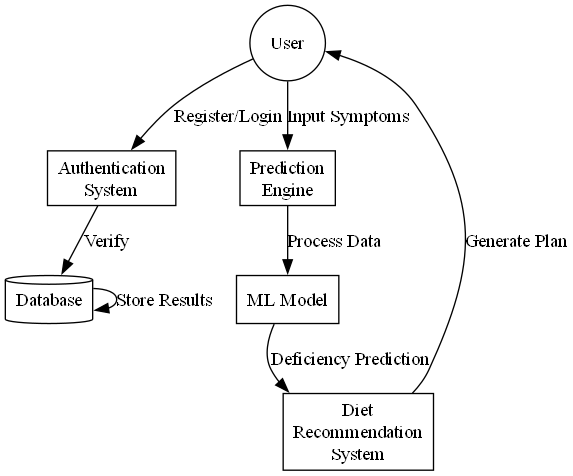 User
Register/Login
Input Symptoms
Authentication
System
Prediction
Engine
Verify
Process Data
Generate Plan
Database
Store Results
ML Model
Deficiency Prediction
Diet
Recommendation
System